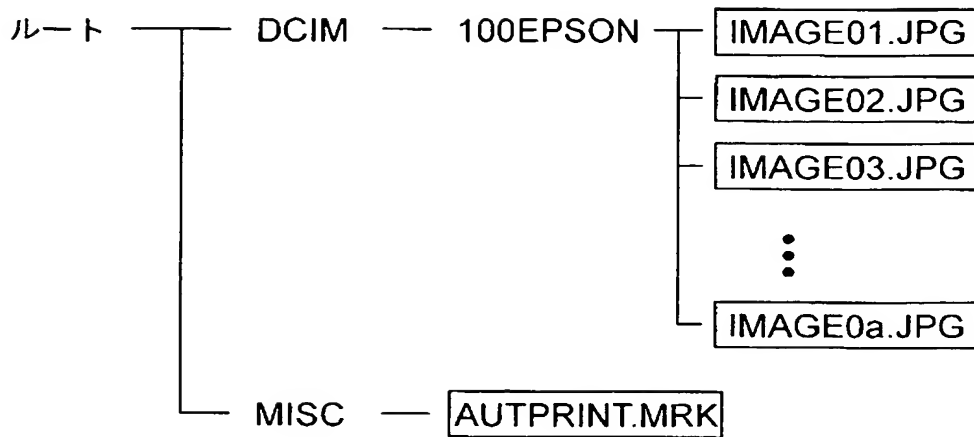 ルート DCIM 100EPSON IMAGE01.JPG
IMAGE02.JPG
IMAGE03.JPG
IMAGE0a.JPG
MISC AUTPRINT.MRK